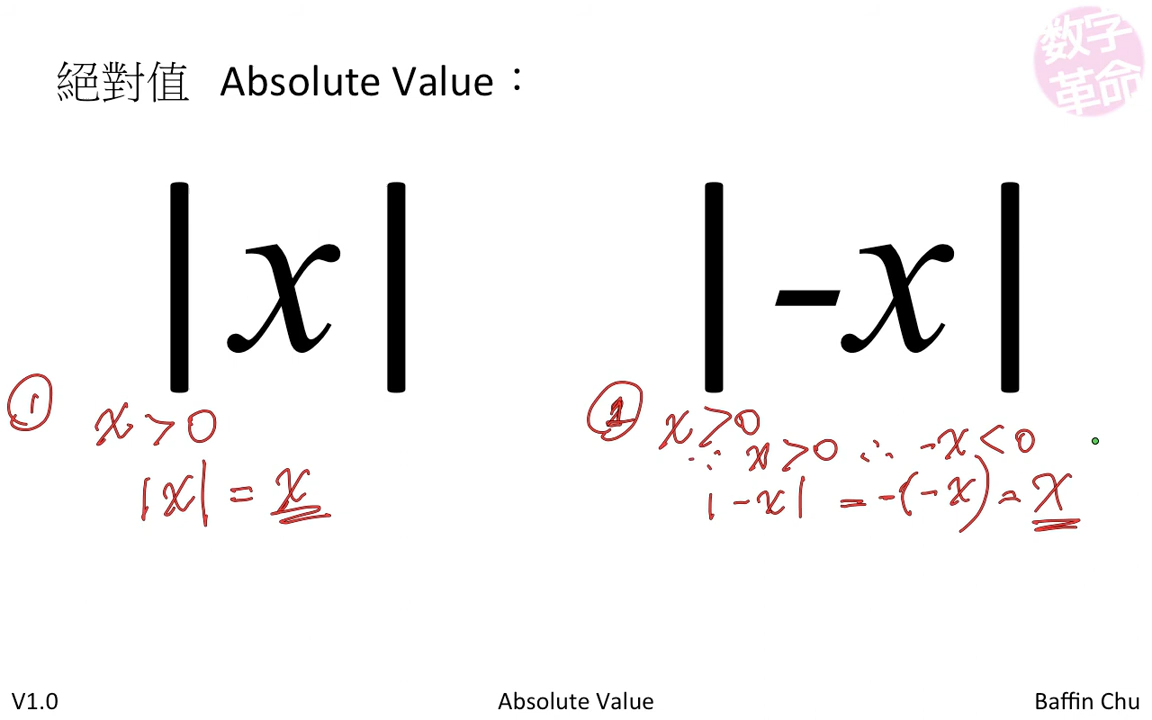 絕對值 Absolute Value：
数字
革命
|x|
|-x|
① x>0
|x| = x
① x>0
∵ x>0 ∴ -x<0
|-x| = -(-x) = x
V1.0
Absolute Value
Baffin Chu